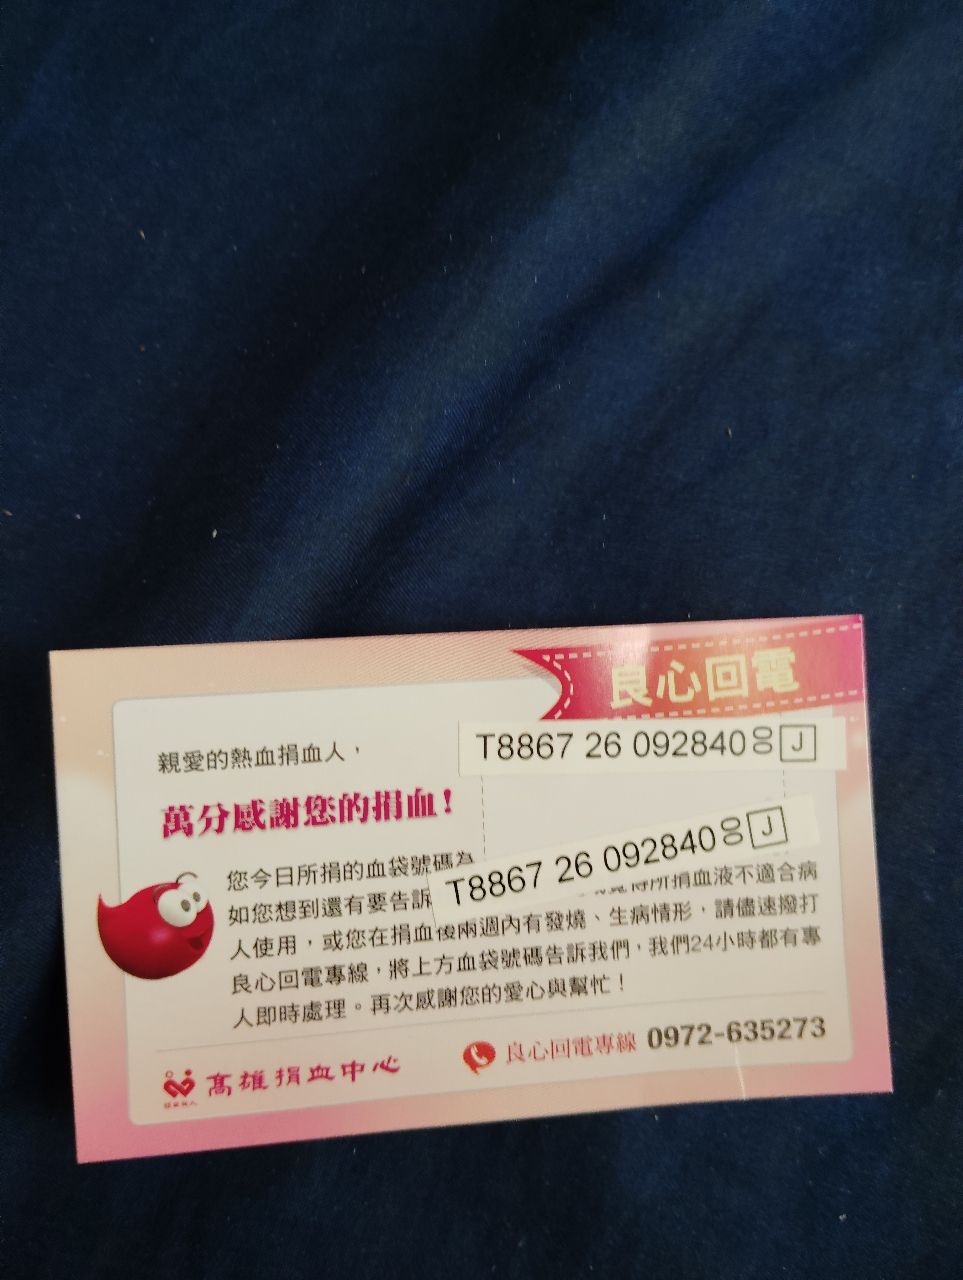 良心回電
T8867 26 092840 00 J
親愛的熱血捐血人，
萬分感謝您的捐血！
T8867 26 092840 00 J
您今日所捐的血袋號碼為
如您想到還有要告訴 所捐血液不適合病
人使用，或您在捐血後兩週內有發燒、生病情形，請儘速撥打
良心回電專線，將上方血袋號碼告訴我們，我們24小時都有專
人即時處理。再次感謝您的愛心與幫忙！
高雄捐血中心
良心回電專線 0972-635273